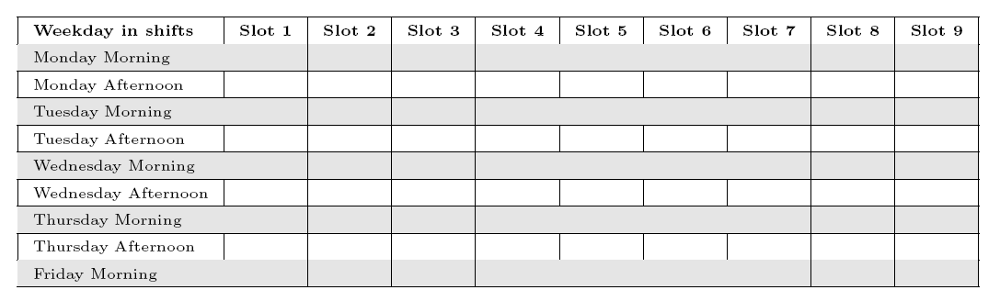 Weekday in shifts Slot 1 Slot 2 Slot 3 Slot 4 Slot 5 Slot 6 Slot 7 Slot 8 Slot 9
Monday Morning
Monday Afternoon
Tuesday Morning
Tuesday Afternoon
Wednesday Morning
Wednesday Afternoon
Thursday Morning
Thursday Afternoon
Friday Morning